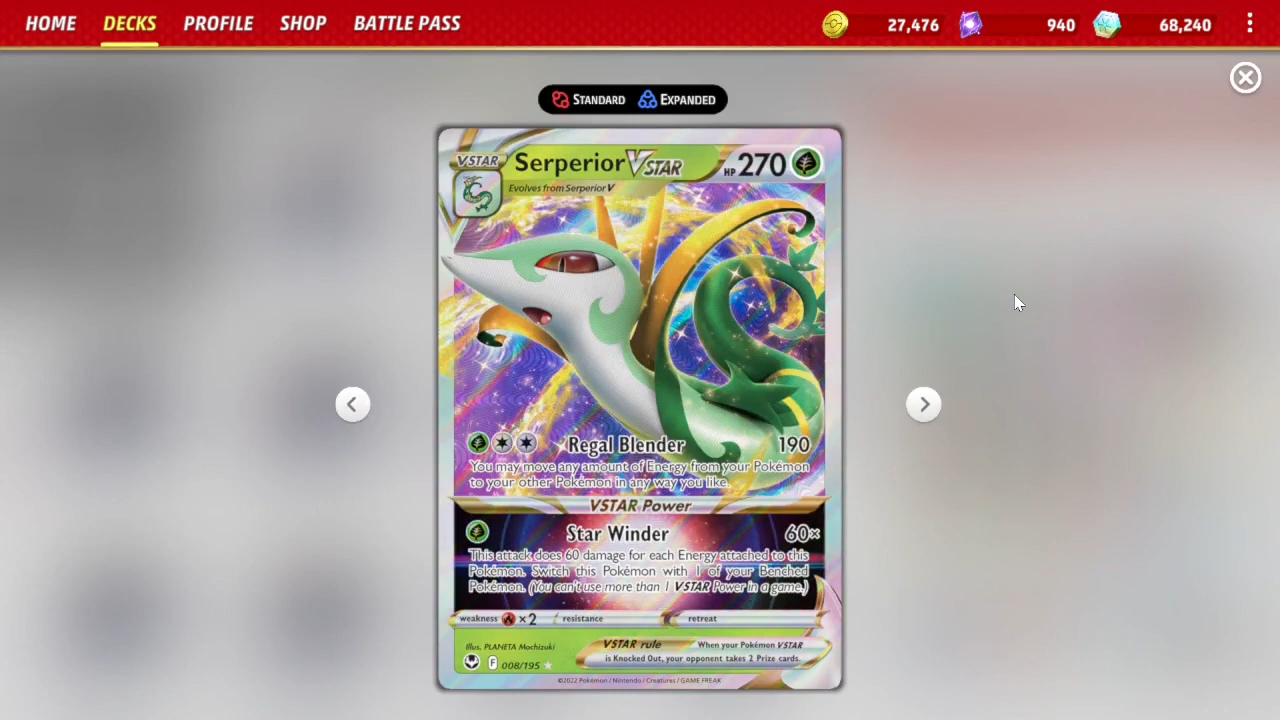 HOME DECKS PROFILE SHOP BATTLE PASS 27,476 940 68,240
STANDARD EXPANDED
VSTAR Serperior VSTAR HP 270
Evolves from Serperior V
Regal Blender 190
You may move any amount of Energy from your Pokémon
to your other Pokémon in any way you like.
VSTAR Power
Star Winder 60×
This attack does 60 damage for each Energy attached to this
Pokémon. Switch this Pokémon with 1 of your Benched
Pokémon. (You can't use more than 1 VSTAR Power in a game.)
weakness ×2 resistance retreat
Illus. PLANETA Mochizuki
VSTAR rule When your Pokémon VSTAR
is Knocked Out, your opponent takes 2 Prize cards.
F 008/195
©2022 Pokémon / Nintendo / Creatures / GAME FREAK